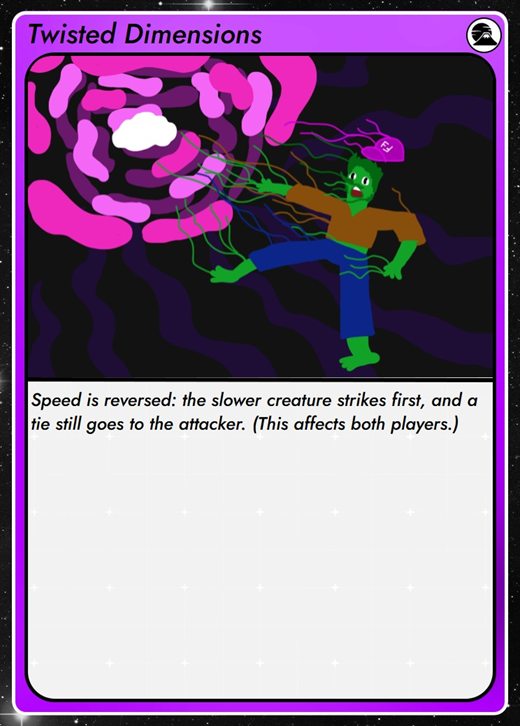 Twisted Dimensions
FJ
Speed is reversed: the slower creature strikes first, and a
tie still goes to the attacker. (This affects both players.)